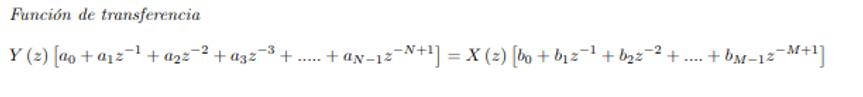 Función de transferencia
Y (z) [a₀ + a₁z⁻¹ + a₂z⁻² + a₃z⁻³ + ..... + a_{N−1}z^{−N+1}] = X (z) [b₀ + b₁z⁻¹ + b₂z⁻² + .... + b_{M−1}z^{−M+1}]